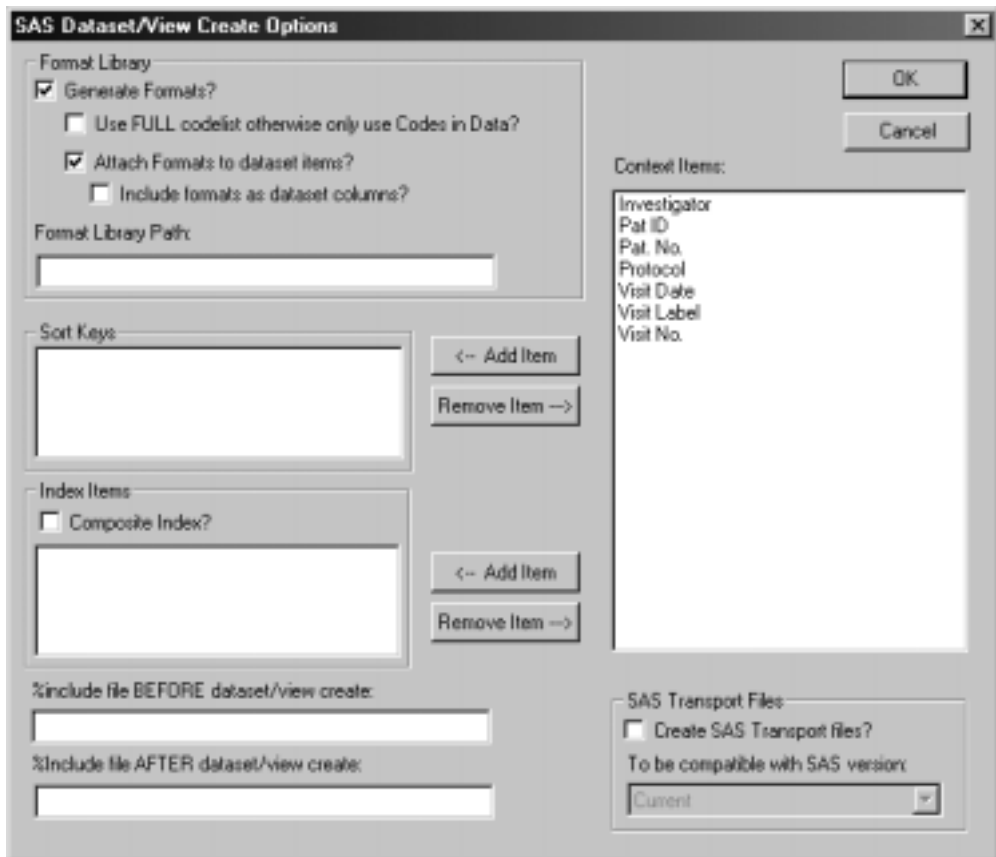 SAS Dataset/View Create Options
Format Library
Generate Formats?
Use FULL codelist otherwise only use Codes in Data?
Attach Formats to dataset items?
Include formats as dataset columns?
Format Library Path:
OK
Cancel
Context Items:
Investigator
Pat ID
Pat. No.
Protocol
Visit Date
Visit Label
Visit No.
Sort Keys
<-- Add Item
Remove Item -->
Index Items
Composite Index?
<-- Add Item
Remove Item -->
%include file BEFORE dataset/view create:
%Include file AFTER dataset/view create:
SAS Transport Files
Create SAS Transport files?
To be compatible with SAS version:
Current